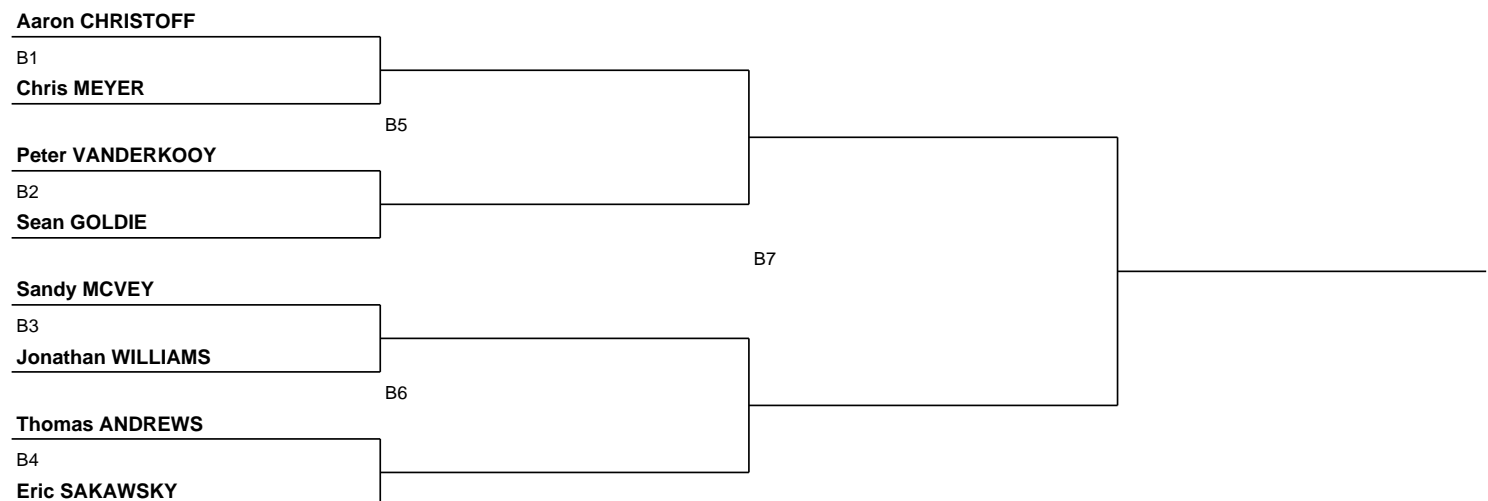 Aaron CHRISTOFF
B1
Chris MEYER
B5
Peter VANDERKOOY
B2
Sean GOLDIE
B7
Sandy MCVEY
B3
Jonathan WILLIAMS
B6
Thomas ANDREWS
B4
Eric SAKAWSKY